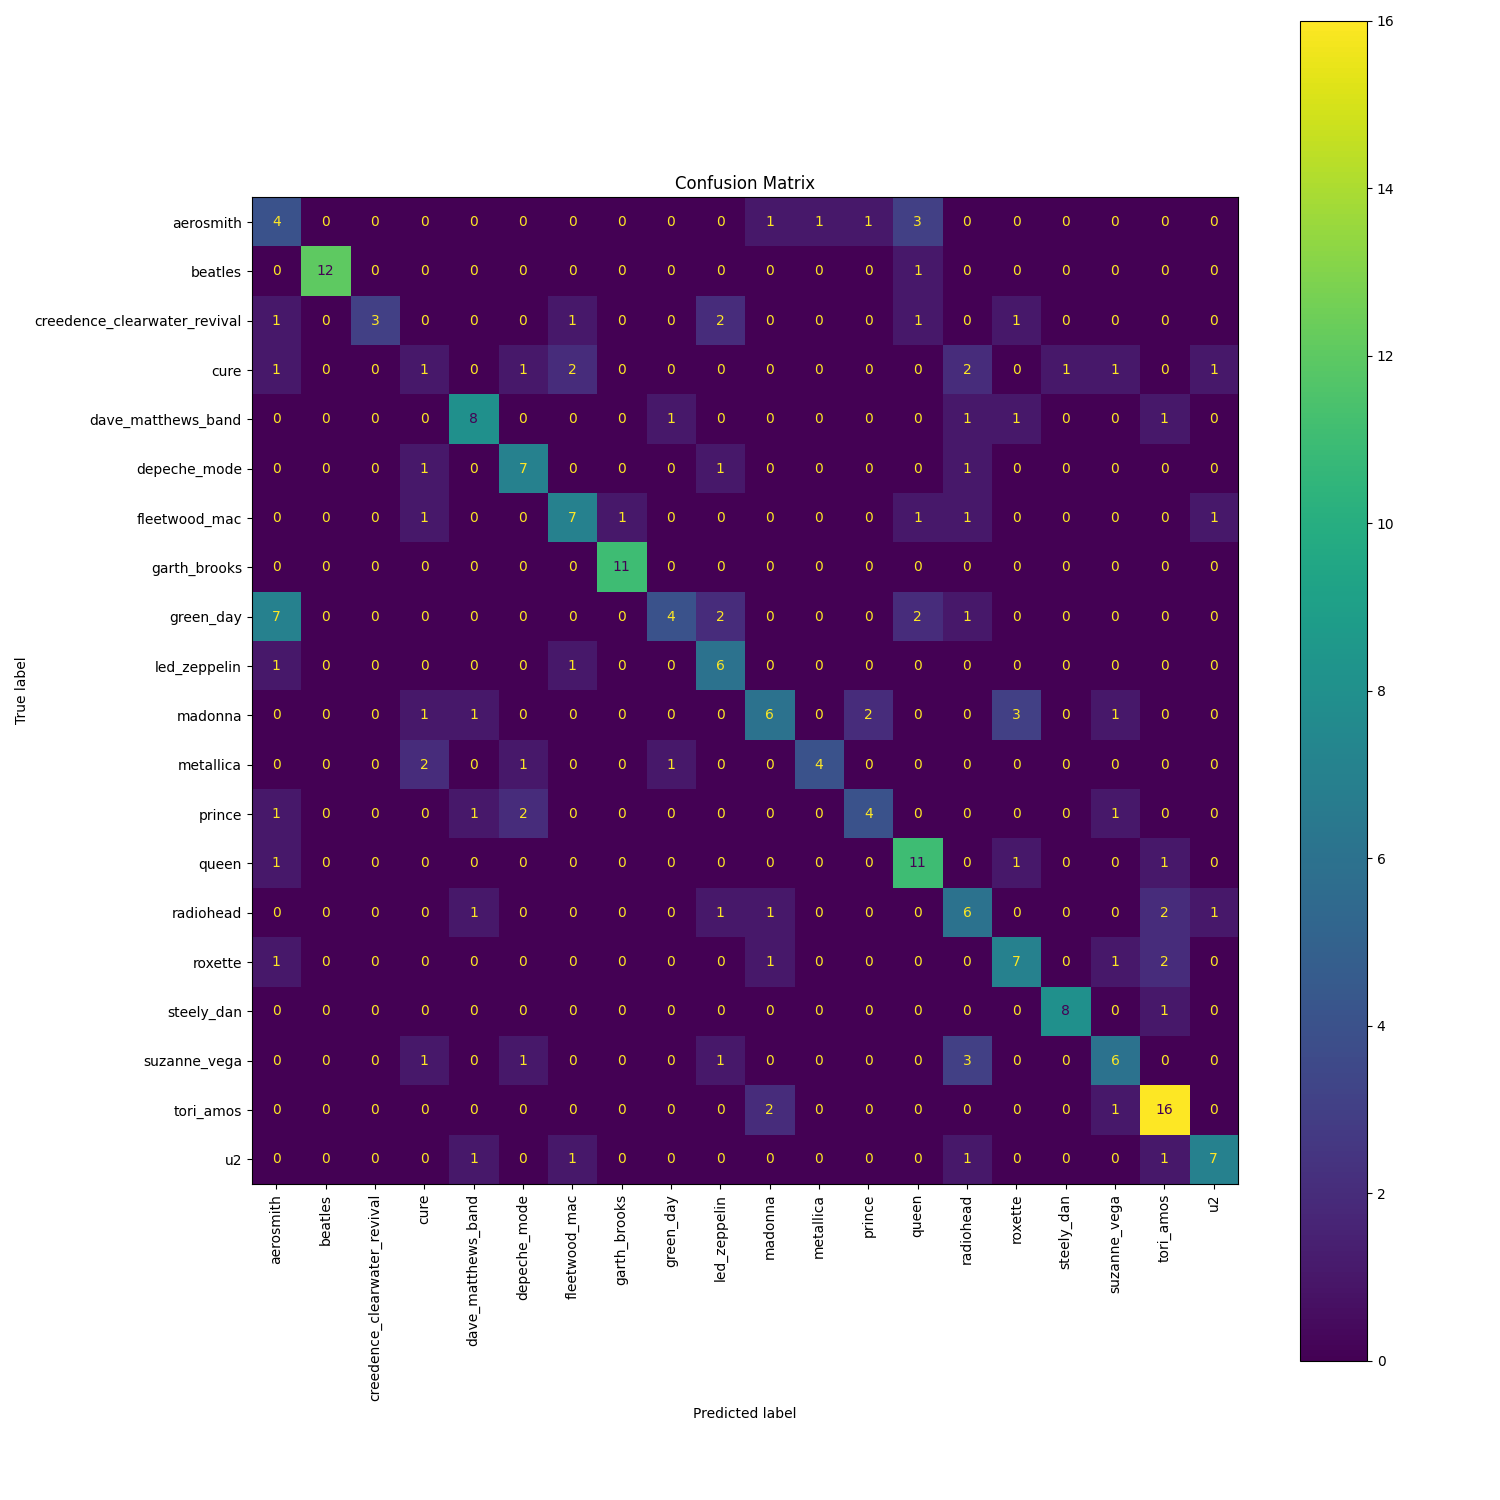 Confusion Matrix
aerosmith 4 0 0 0 0 0 0 0 0 0 1 1 1 3 0 0 0 0 0 0
beatles 0 12 0 0 0 0 0 0 0 0 0 0 0 1 0 0 0 0 0 0
creedence_clearwater_revival 1 0 3 0 0 0 1 0 0 2 0 0 0 1 0 1 0 0 0 0
cure 1 0 0 1 0 1 2 0 0 0 0 0 0 0 2 0 1 1 0 1
dave_matthews_band 0 0 0 0 8 0 0 0 1 0 0 0 0 0 1 1 0 0 1 0
depeche_mode 0 0 0 1 0 7 0 0 0 1 0 0 0 0 1 0 0 0 0 0
fleetwood_mac 0 0 0 1 0 0 7 1 0 0 0 0 0 1 1 0 0 0 0 1
garth_brooks 0 0 0 0 0 0 0 11 0 0 0 0 0 0 0 0 0 0 0 0
green_day 7 0 0 0 0 0 0 0 4 2 0 0 0 2 1 0 0 0 0 0
led_zeppelin 1 0 0 0 0 0 1 0 0 6 0 0 0 0 0 0 0 0 0 0
madonna 0 0 0 1 1 0 0 0 0 0 6 0 2 0 0 3 0 1 0 0
metallica 0 0 0 2 0 1 0 0 1 0 0 4 0 0 0 0 0 0 0 0
prince 1 0 0 0 1 2 0 0 0 0 0 0 4 0 0 0 0 1 0 0
queen 1 0 0 0 0 0 0 0 0 0 0 0 0 11 0 1 0 0 1 0
radiohead 0 0 0 0 1 0 0 0 0 1 1 0 0 0 6 0 0 0 2 1
roxette 1 0 0 0 0 0 0 0 0 0 1 0 0 0 0 7 0 1 2 0
steely_dan 0 0 0 0 0 0 0 0 0 0 0 0 0 0 0 0 8 0 1 0
suzanne_vega 0 0 0 1 0 1 0 0 0 1 0 0 0 0 3 0 0 6 0 0
tori_amos 0 0 0 0 0 0 0 0 0 0 2 0 0 0 0 0 0 1 16 0
u2 0 0 0 0 1 0 1 0 0 0 0 0 0 0 1 0 0 0 1 7
True label
aerosmith
beatles
creedence_clearwater_revival
cure
dave_matthews_band
depeche_mode
fleetwood_mac
garth_brooks
green_day
led_zeppelin
madonna
metallica
prince
queen
radiohead
roxette
steely_dan
suzanne_vega
tori_amos
u2
Predicted label
16
14
12
10
8
6
4
2
0